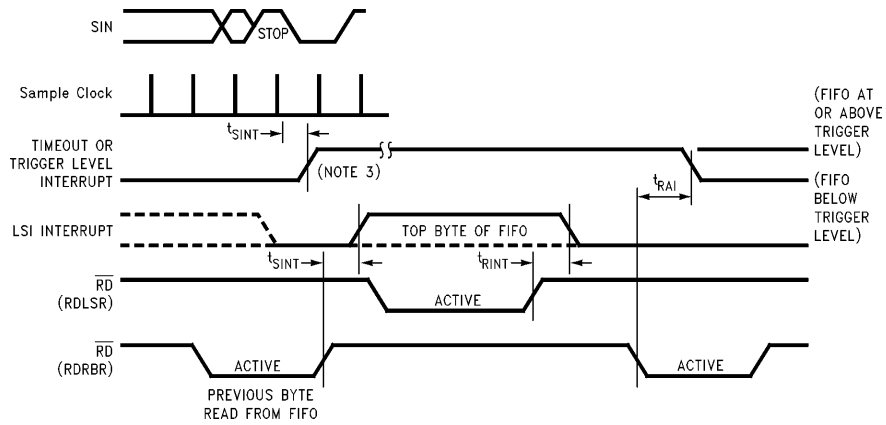 SIN
STOP
Sample Clock
tSINT
(FIFO AT
OR ABOVE
TRIGGER
LEVEL)
TIMEOUT OR
TRIGGER LEVEL
INTERRUPT
(NOTE 3)
tRAI
(FIFO
BELOW
TRIGGER
LEVEL)
LSI INTERRUPT
TOP BYTE OF FIFO
tSINT
tRINT
RD
(RDLSR)
ACTIVE
RD
(RDRBR)
ACTIVE
ACTIVE
PREVIOUS BYTE
READ FROM FIFO